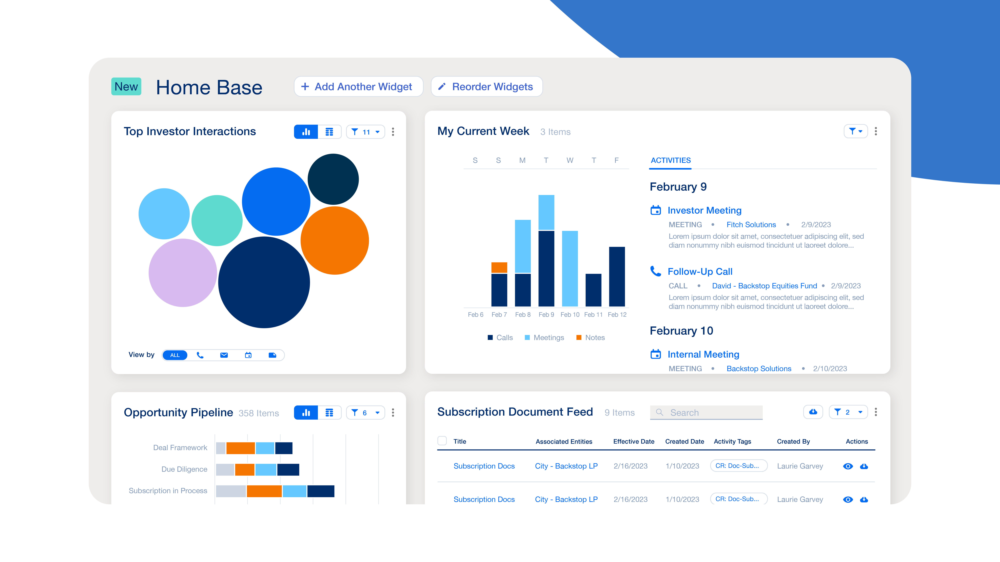 New Home Base + Add Another Widget Reorder Widgets
Top Investor Interactions 11
View by ALL
My Current Week 3 Items
S S M T W T F
Feb 6 Feb 7 Feb 8 Feb 9 Feb 10 Feb 11 Feb 12
Calls Meetings Notes
ACTIVITIES
February 9
Investor Meeting
MEETING • Fitch Solutions • 2/9/2023
Lorem ipsum dolor sit amet, consectetuer adipiscing elit, sed
diam nonummy nibh euismod tincidunt ut laoreet dolore...
Follow-Up Call
CALL • David - Backstop Equities Fund • 2/9/2023
Lorem ipsum dolor sit amet, consectetuer adipiscing elit, sed
diam nonummy nibh euismod tincidunt ut laoreet dolore...
February 10
Internal Meeting
MEETING • Backstop Solutions • 2/10/2023
Opportunity Pipeline 358 Items 6
Deal Framework
Due Diligence
Subscription in Process
Subscription Document Feed 9 Items Search 2
Title Associated Entities Effective Date Created Date Activity Tags Created By Actions
Subscription Docs City - Backstop LP 2/16/2023 1/10/2023 CR: Doc-Sub... Laurie Garvey
Subscription Docs City - Backstop LP 2/16/2023 1/10/2023 CR: Doc-Sub... Laurie Garvey